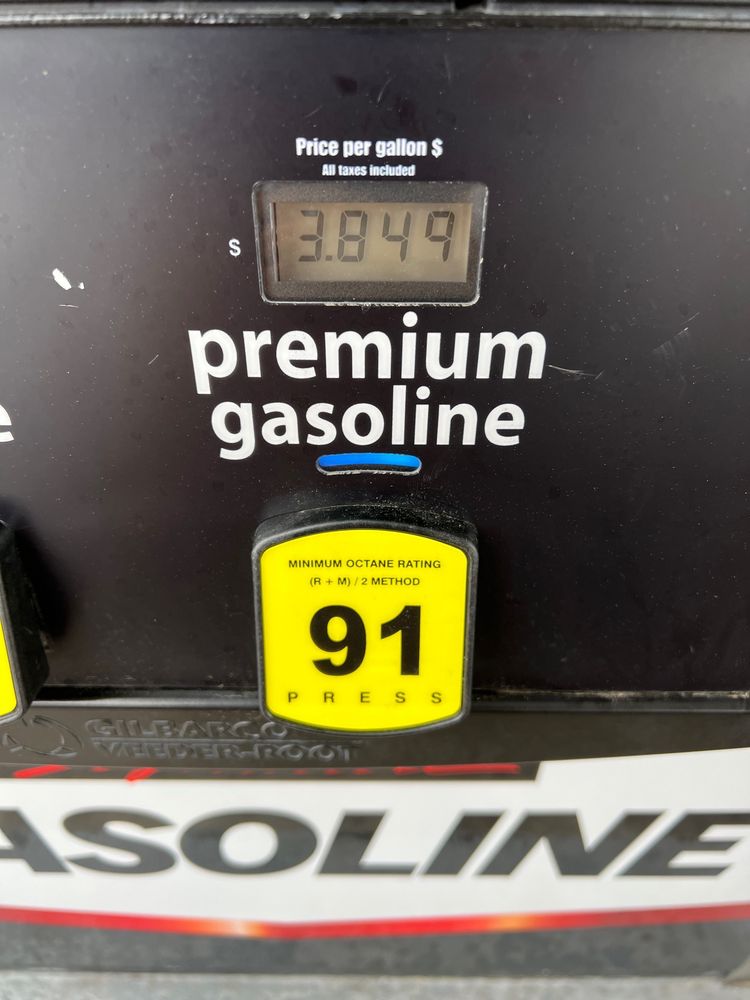 Price per gallon $
All taxes included
$ 3.849
premium
gasoline
e
MINIMUM OCTANE RATING
(R + M) / 2 METHOD
91
PRESS
GILBARCO
VEEDER-ROOT
ASOLINE